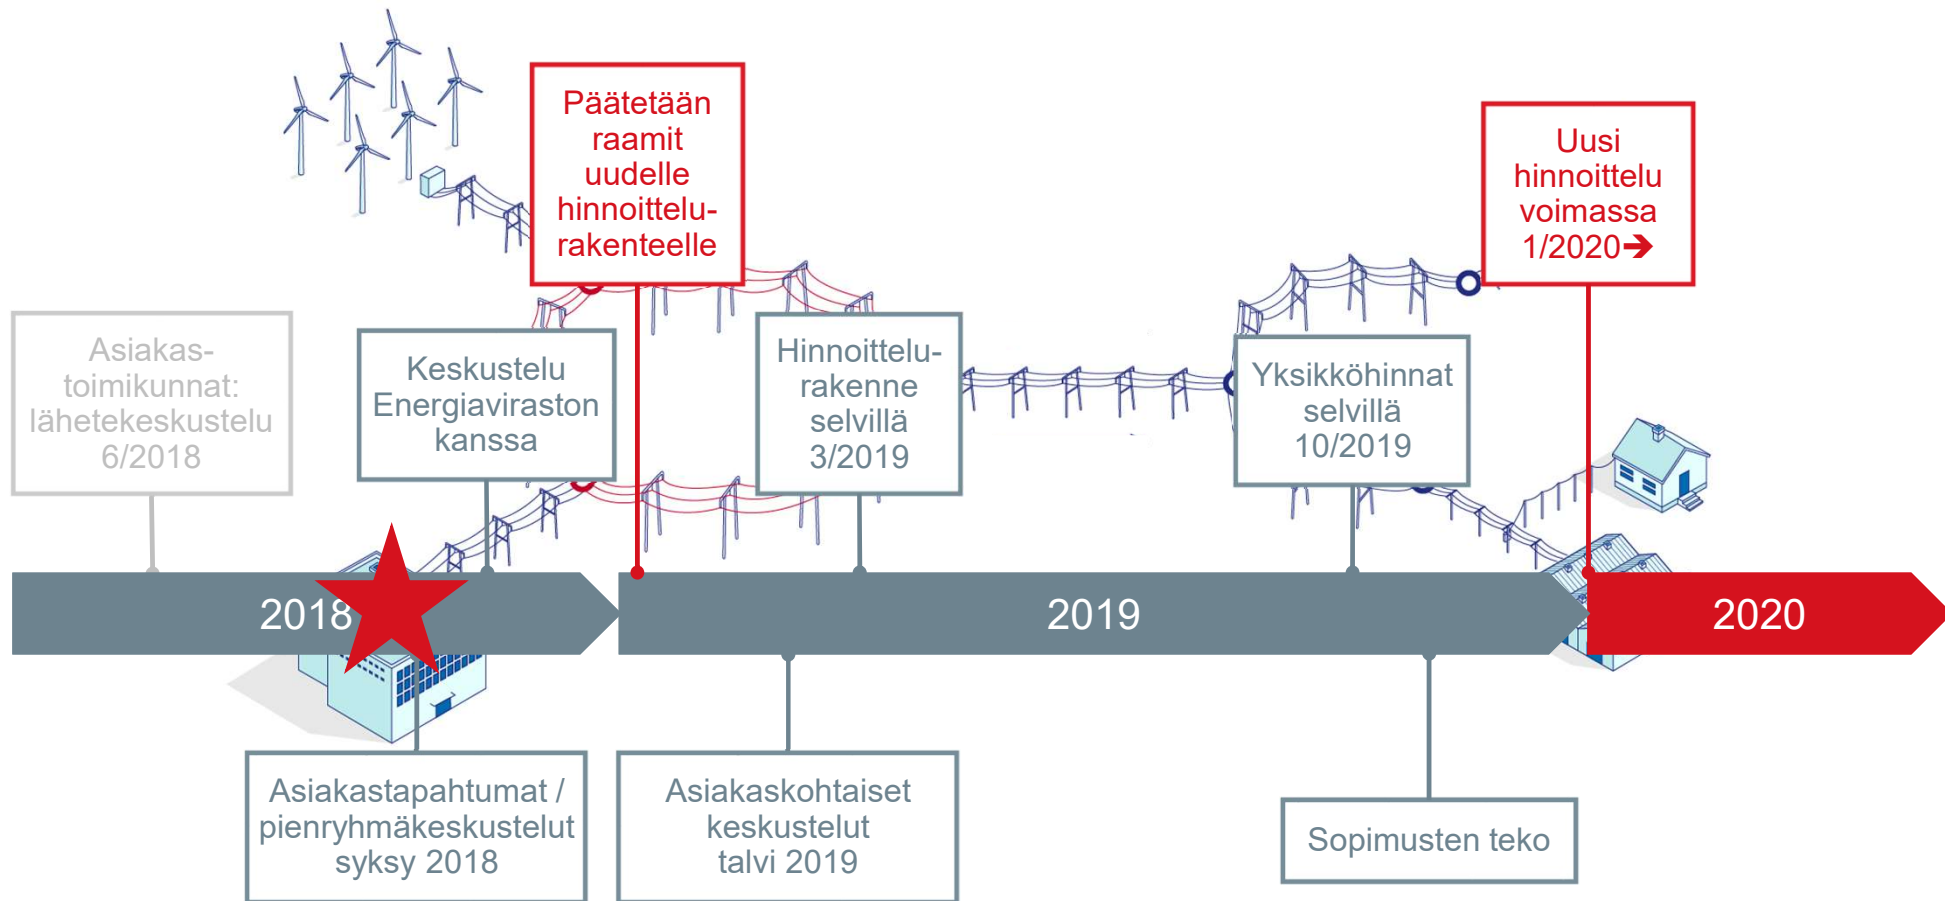 Päätetään
raamit
uudelle
hinnoittelu-
rakenteelle
Uusi
hinnoittelu
voimassa
1/2020➔
Asiakas-
toimikunnat:
lähetekeskustelu
6/2018
Keskustelu
Energiaviraston
kanssa
Hinnoittelu-
rakenne
selvillä
3/2019
Yksikköhinnat
selvillä
10/2019
2018
2019
2020
Asiakastapahtumat /
pienryhmäkeskustelut
syksy 2018
Asiakaskohtaiset
keskustelut
talvi 2019
Sopimusten teko